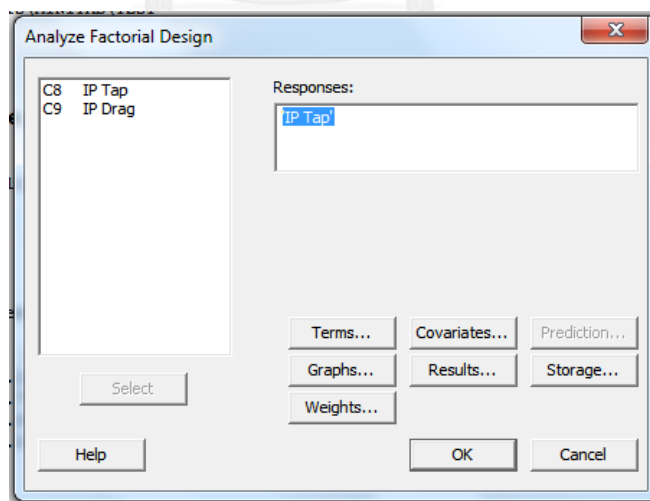 Analyze Factorial Design
C8 IP Tap
C9 IP Drag
Responses:
'IP Tap'
Terms...
Covariates...
Prediction...
Graphs...
Results...
Storage...
Select
Weights...
Help
OK
Cancel